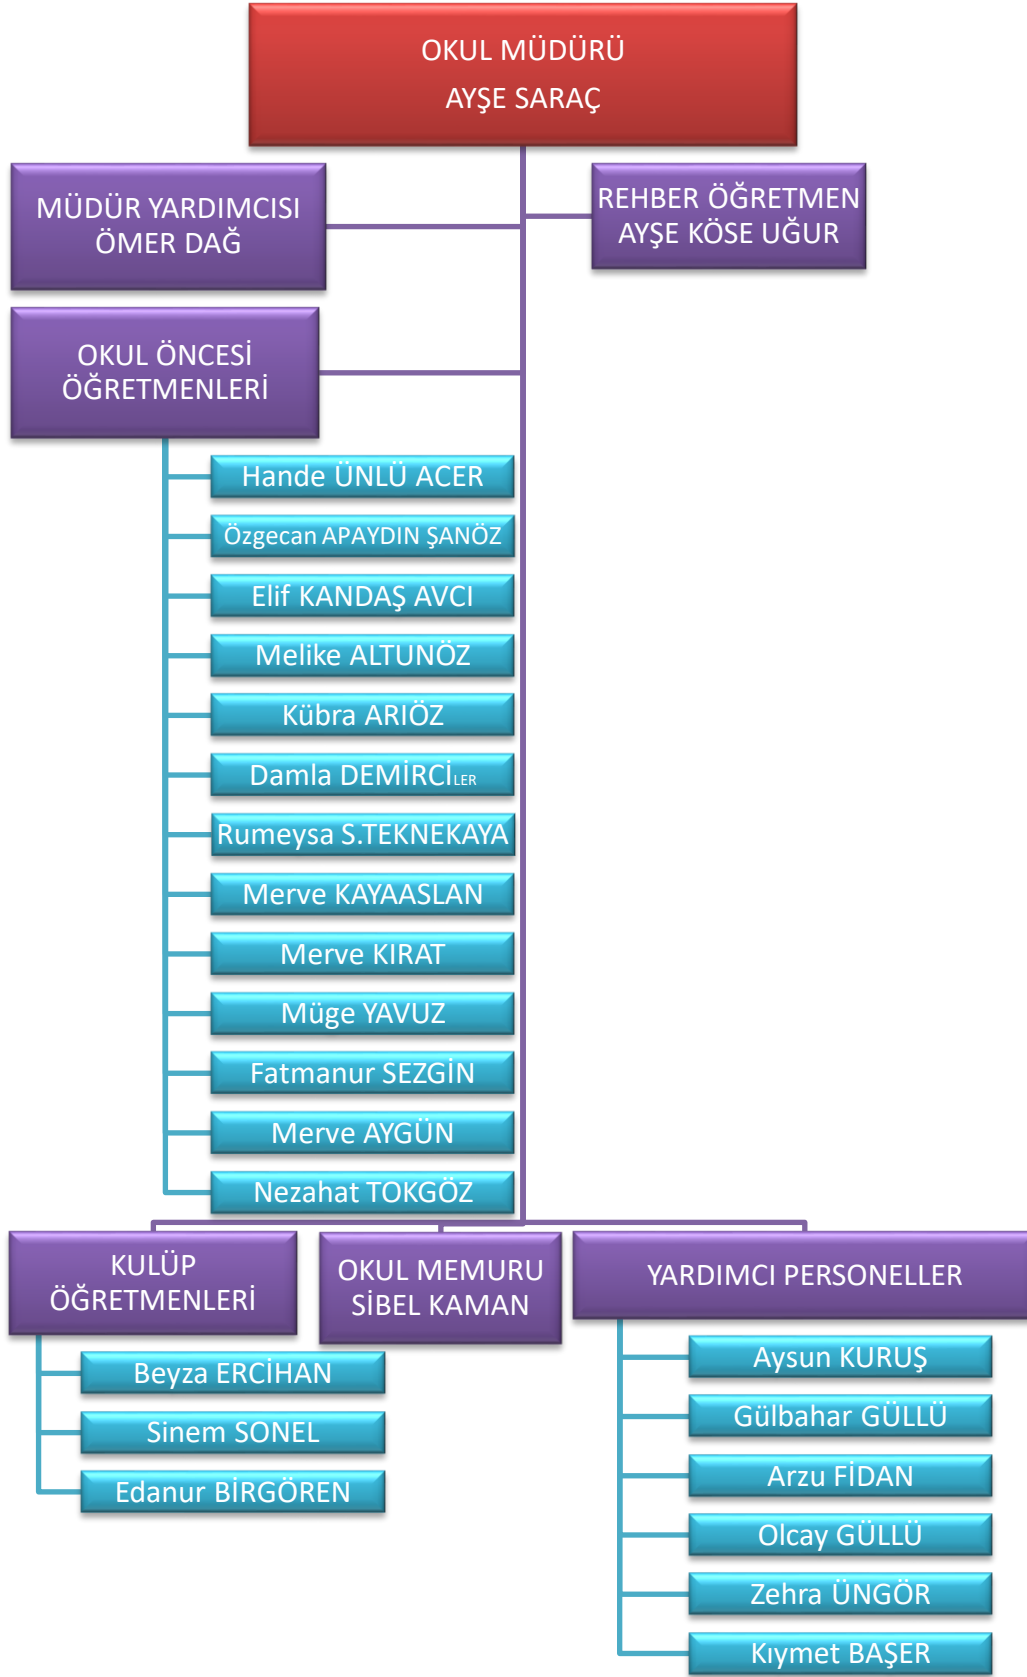 OKUL MÜDÜRÜ
AYŞE SARAÇ
MÜDÜR YARDIMCISI
ÖMER DAĞ
REHBER ÖĞRETMEN
AYŞE KÖSE UĞUR
OKUL ÖNCESİ
ÖĞRETMENLERİ
Hande ÜNLÜ ACER
Özgecan APAYDIN ŞANÖZ
Elif KANDAŞ AVCI
Melike ALTUNÖZ
Kübra ARIÖZ
Damla DEMİRCİLER
Rumeysa S.TEKNEKAYA
Merve KAYAASLAN
Merve KIRAT
Müge YAVUZ
Fatmanur SEZGİN
Merve AYGÜN
Nezahat TOKGÖZ
KULÜP
ÖĞRETMENLERİ
Beyza ERCİHAN
Sinem SONEL
Edanur BİRGÖREN
OKUL MEMURU
SİBEL KAMAN
YARDIMCI PERSONELLER
Aysun KURUŞ
Gülbahar GÜLLÜ
Arzu FİDAN
Olcay GÜLLÜ
Zehra ÜNGÖR
Kıymet BAŞER